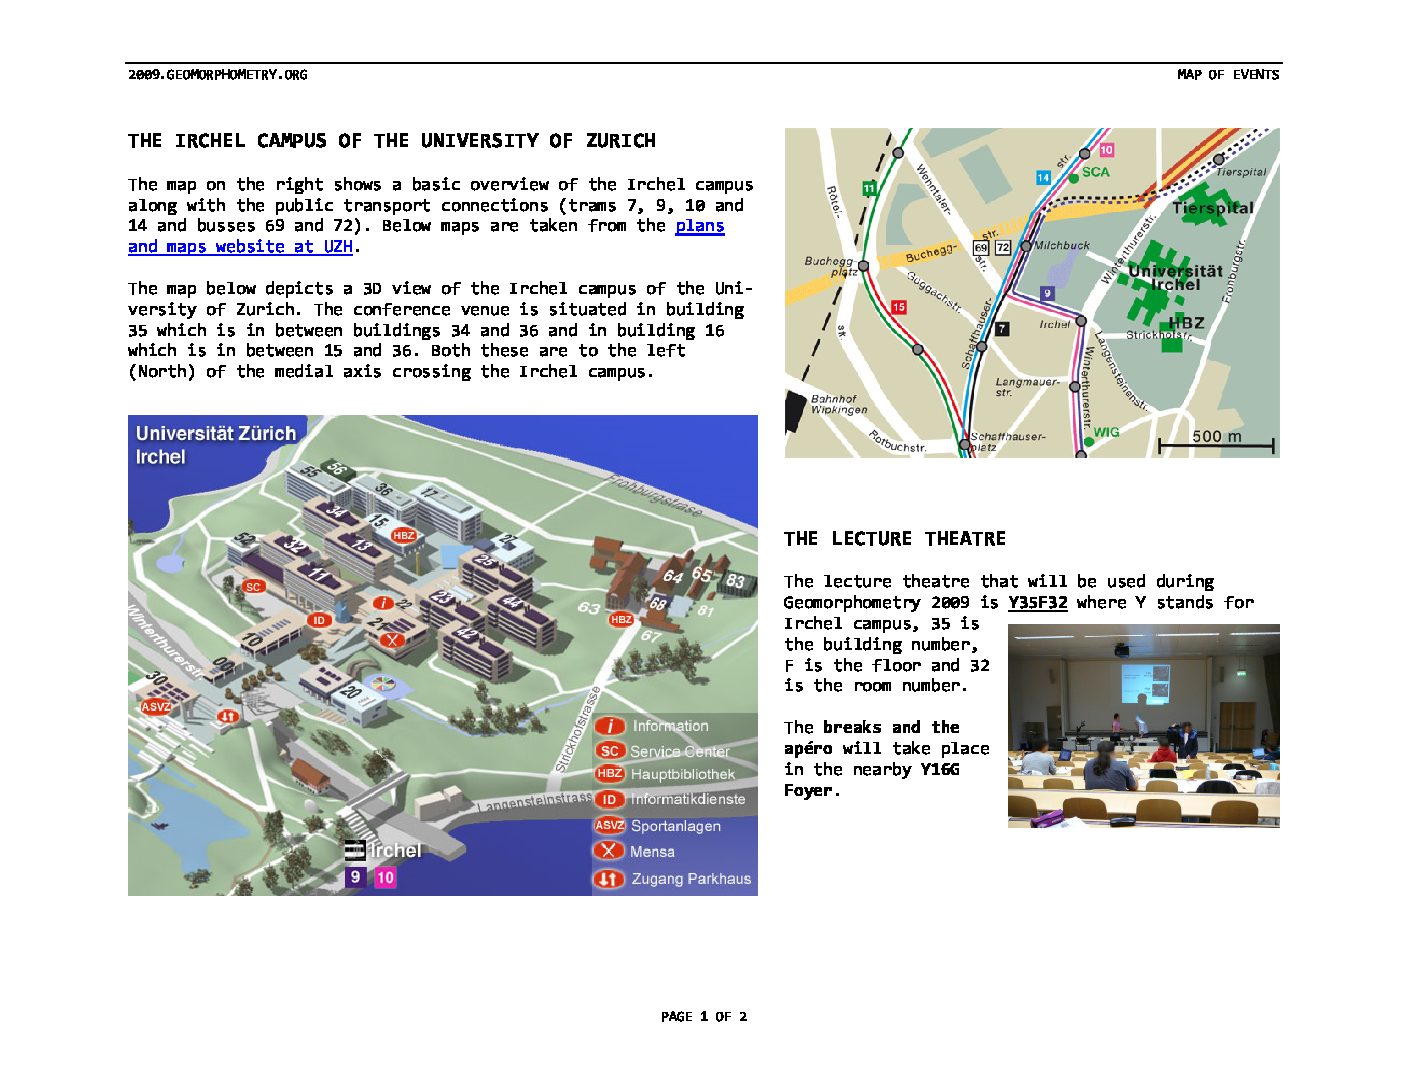 2009.GEOMORPHOMETRY.ORG
MAP OF EVENTS
THE IRCHEL CAMPUS OF THE UNIVERSITY OF ZURICH
The map on the right shows a basic overview of the Irchel campus
along with the public transport connections (trams 7, 9, 10 and
14 and busses 69 and 72). Below maps are taken from the plans
and maps website at UZH.
The map below depicts a 3D view of the Irchel campus of the Uni-
versity of Zurich. The conference venue is situated in building
35 which is in between buildings 34 and 36 and in building 16
which is in between 15 and 36. Both these are to the left
(North) of the medial axis crossing the Irchel campus.
Universität Zürich
Irchel
Frohburgstrase
55
56
36
17
34
15
HBZ
52
32
13
27
11
25
SC
64
65
83
i
22
23
44
63
68
81
ID
21
HBZ
19
42
67
Winterthurerstr
00
30
20
ASVZ
Strickhofstrasse
Langensteinstrass
Irchel
9
10
i Information
SC Service Center
HBZ Hauptbibliothek
ID Informatikdienste
ASVZ Sportanlagen
Mensa
Zugang Parkhaus
10
str.
14
SCA
Tierspital
11
Wehntaler-
str.
Rötel-
str.
Tierspital
Winterthurerstr.
Buchegg-
str.
69
72
Milchbuck
Buchegg-
platz
Universität
Irchel
Frohburgstr.
Guggachstr.
9
15
Irchel
HBZ
7
Strickhofstr.
Schaffhauser-
Langensteinenstr.
Winterthurerstr.
Langmauer-
str.
Bahnhof
Wipkingen
Rotbuchstr.
Schaffhauser-
platz
WIG
500 m
THE LECTURE THEATRE
The lecture theatre that will be used during
Geomorphometry 2009 is Y35F32 where Y stands for
Irchel campus, 35 is
the building number,
F is the floor and 32
is the room number.
The breaks and the
apéro will take place
in the nearby Y16G
Foyer.
PAGE 1 OF 2